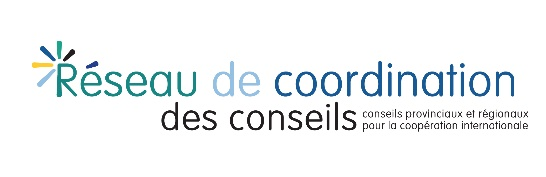 Réseau de coordination
des conseils
conseils provinciaux et régionaux
pour la coopération internationale